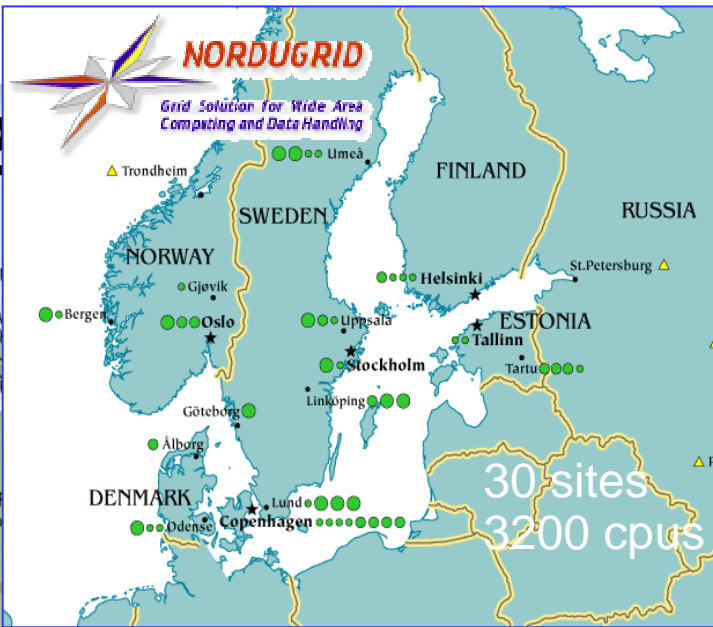 NORDUGRID
Grid Solution for Wide Area
Computing and Data Handling
Umeå
Trondheim
FINLAND
SWEDEN
RUSSIA
NORWAY
St.Petersburg
Helsinki
Gjøvik
Bergen
Oslo
Uppsala
ESTONIA
Tallinn
Stockholm
Tartu
Linköping
Göteborg
Ålborg
30 sites
DENMARK
Lund
Copenhagen
Odense
3200 cpus